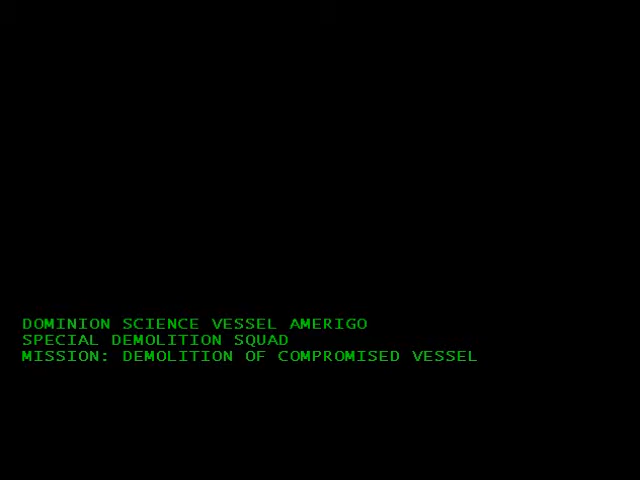 DOMINION SCIENCE VESSEL AMERIGO
SPECIAL DEMOLITION SQUAD
MISSION: DEMOLITION OF COMPROMISED VESSEL